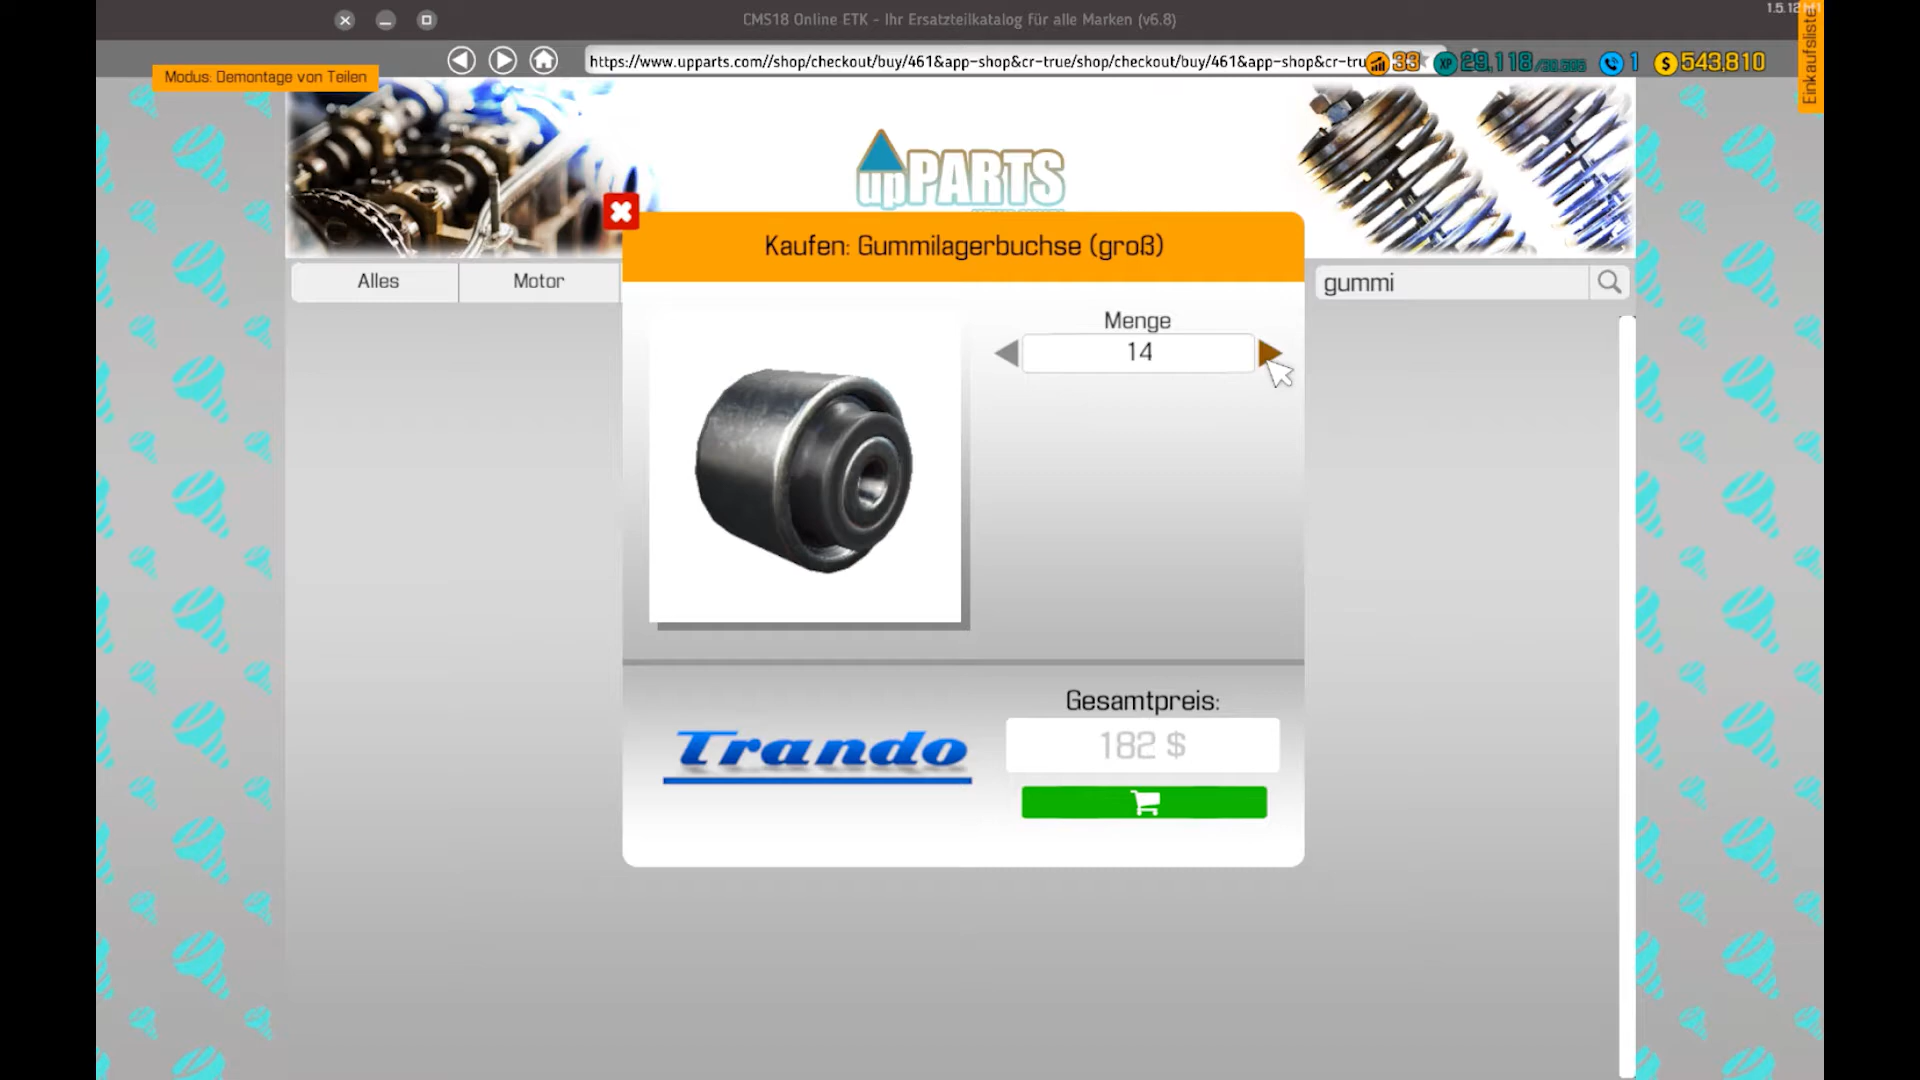 CMS18 Online ETK - Ihr Ersatzteilkatalog für alle Marken (v6.8)
Modus: Demontage von Teilen
https://www.upparts.com//shop/checkout/buy/461&app-shop&cr-true/shop/checkout/buy/461&app-shop&cr-tru
33
XP
29,118
1
$
543,810
Einkaufsliste
upPARTS
Kaufen: Gummilagerbuchse (groß)
Alles
Motor
gummi
Menge
14
Gesamtpreis:
Trando
182 $